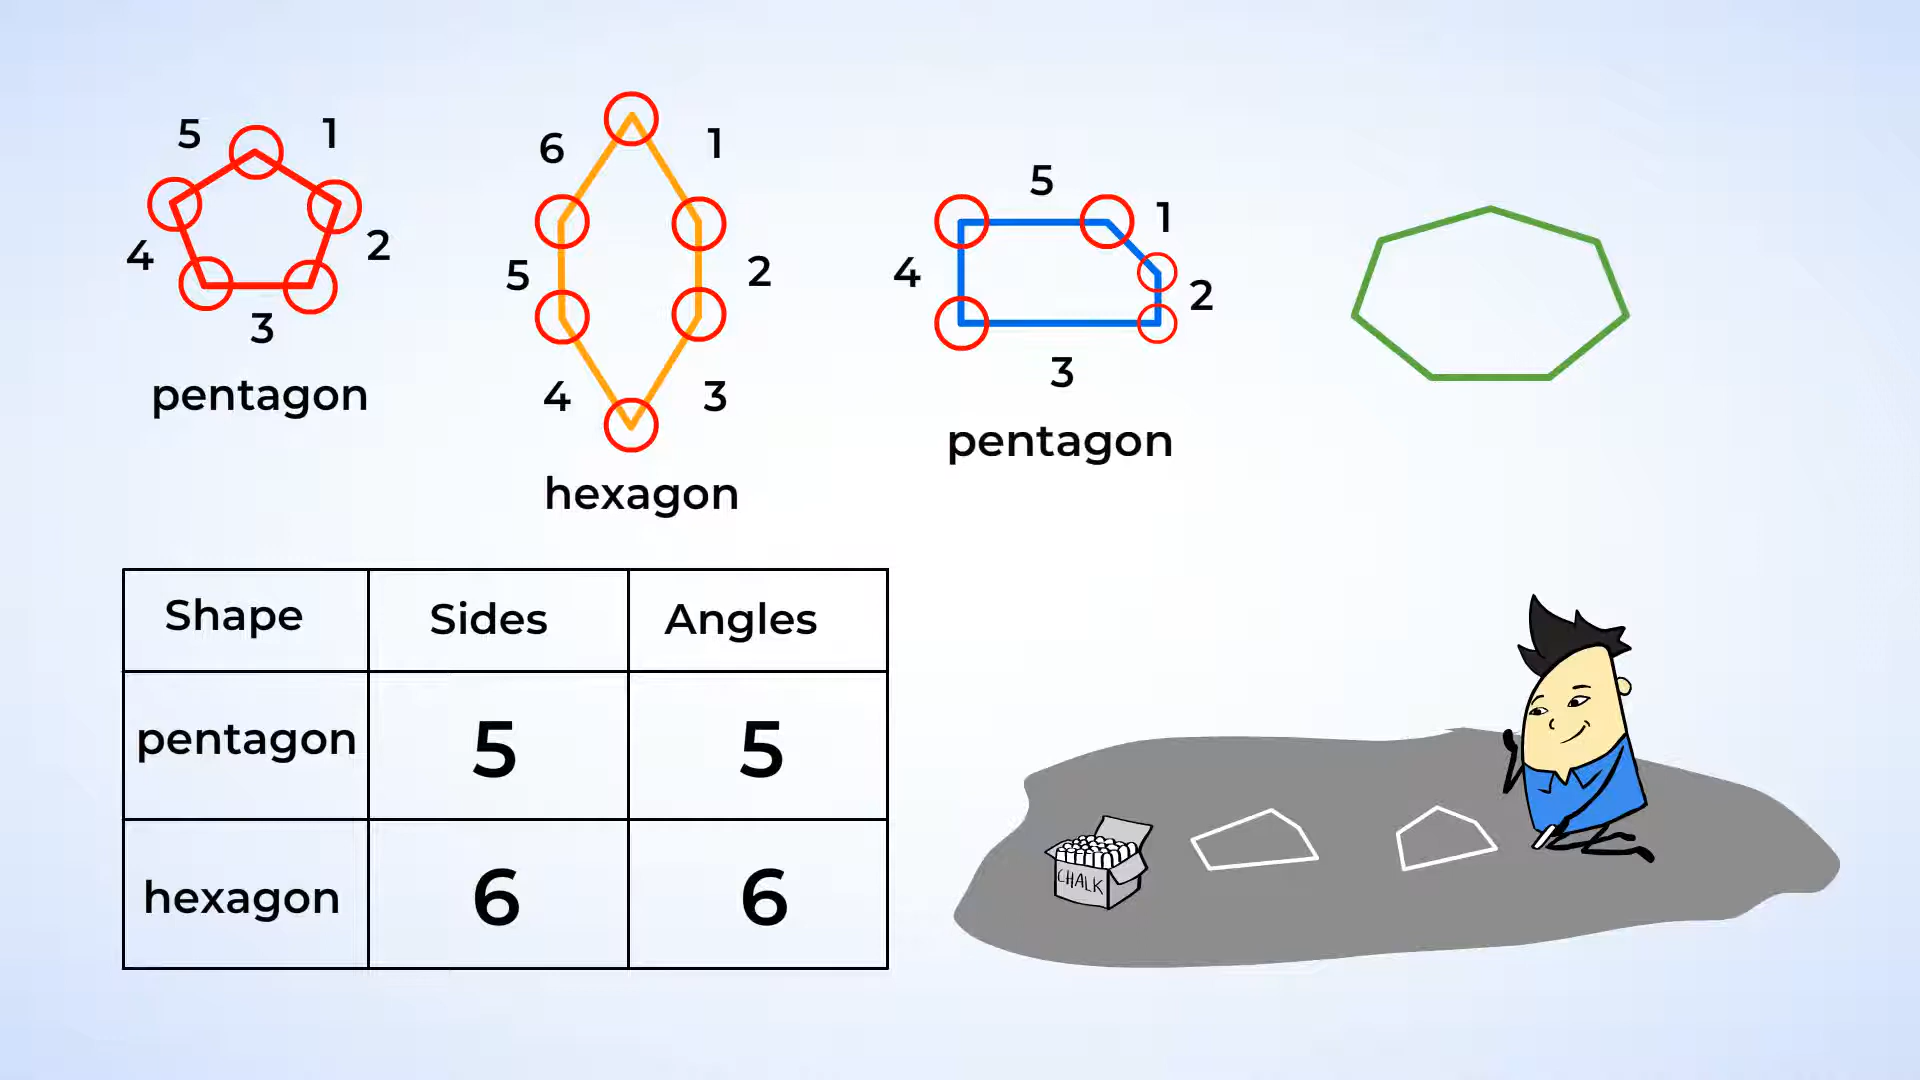 5 1
4 2
3
pentagon
6 1
5 2
4 3
hexagon
5
1
4 2
3
pentagon
Shape Sides Angles
pentagon 5 5
hexagon 6 6
CHALK